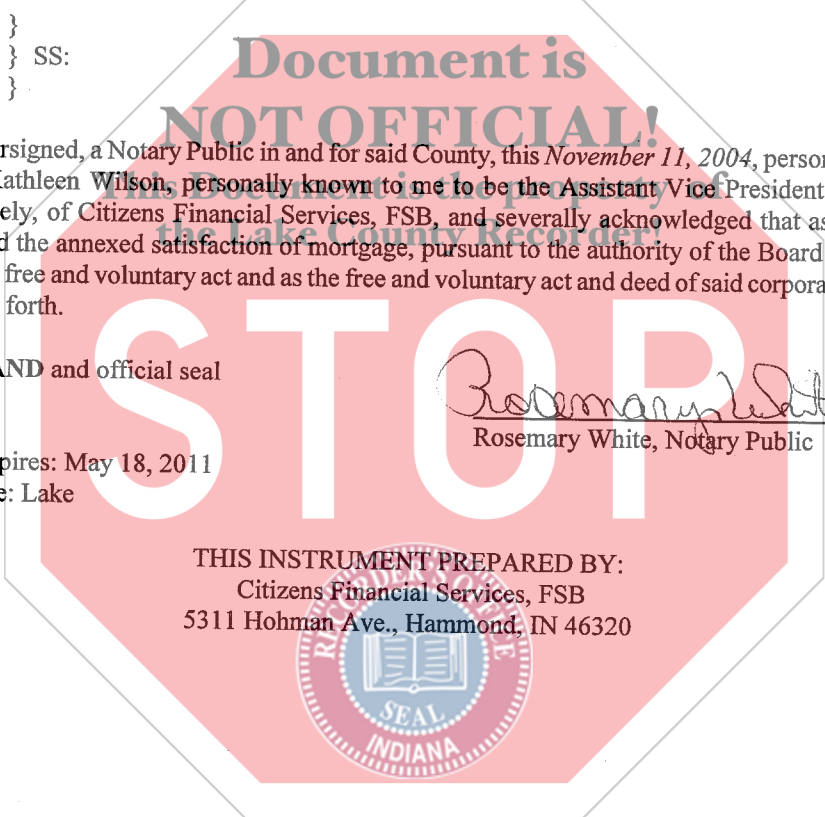 }
} SS:
}
Document is
NOT OFFICIAL!
This Document is the property of
the Lake County Recorder!
rsigned, a Notary Public in and for said County, this November 11, 2004, person
Kathleen Wilson, personally known to me to be the Assistant Vice President
ely, of Citizens Financial Services, FSB, and severally acknowledged that as
d the annexed satisfaction of mortgage, pursuant to the authority of the Board
free and voluntary act and as the free and voluntary act and deed of said corpora
forth.
AND and official seal
Rosemary White
Rosemary White, Notary Public
pires: May 18, 2011
e: Lake
STOP
THIS INSTRUMENT PREPARED BY:
Citizens Financial Services, FSB
5311 Hohman Ave., Hammond, IN 46320
RECORDER'S OFFICE
SEAL
INDIANA